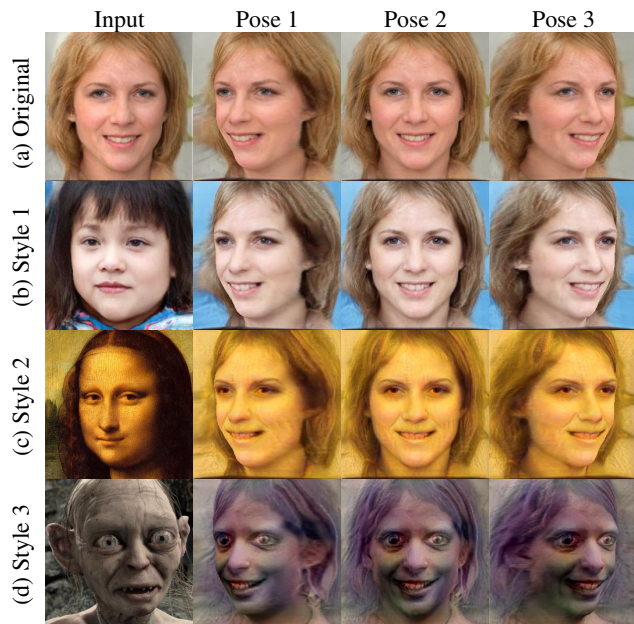 Input Pose 1 Pose 2 Pose 3
(a) Original
(b) Style 1
(c) Style 2
(d) Style 3